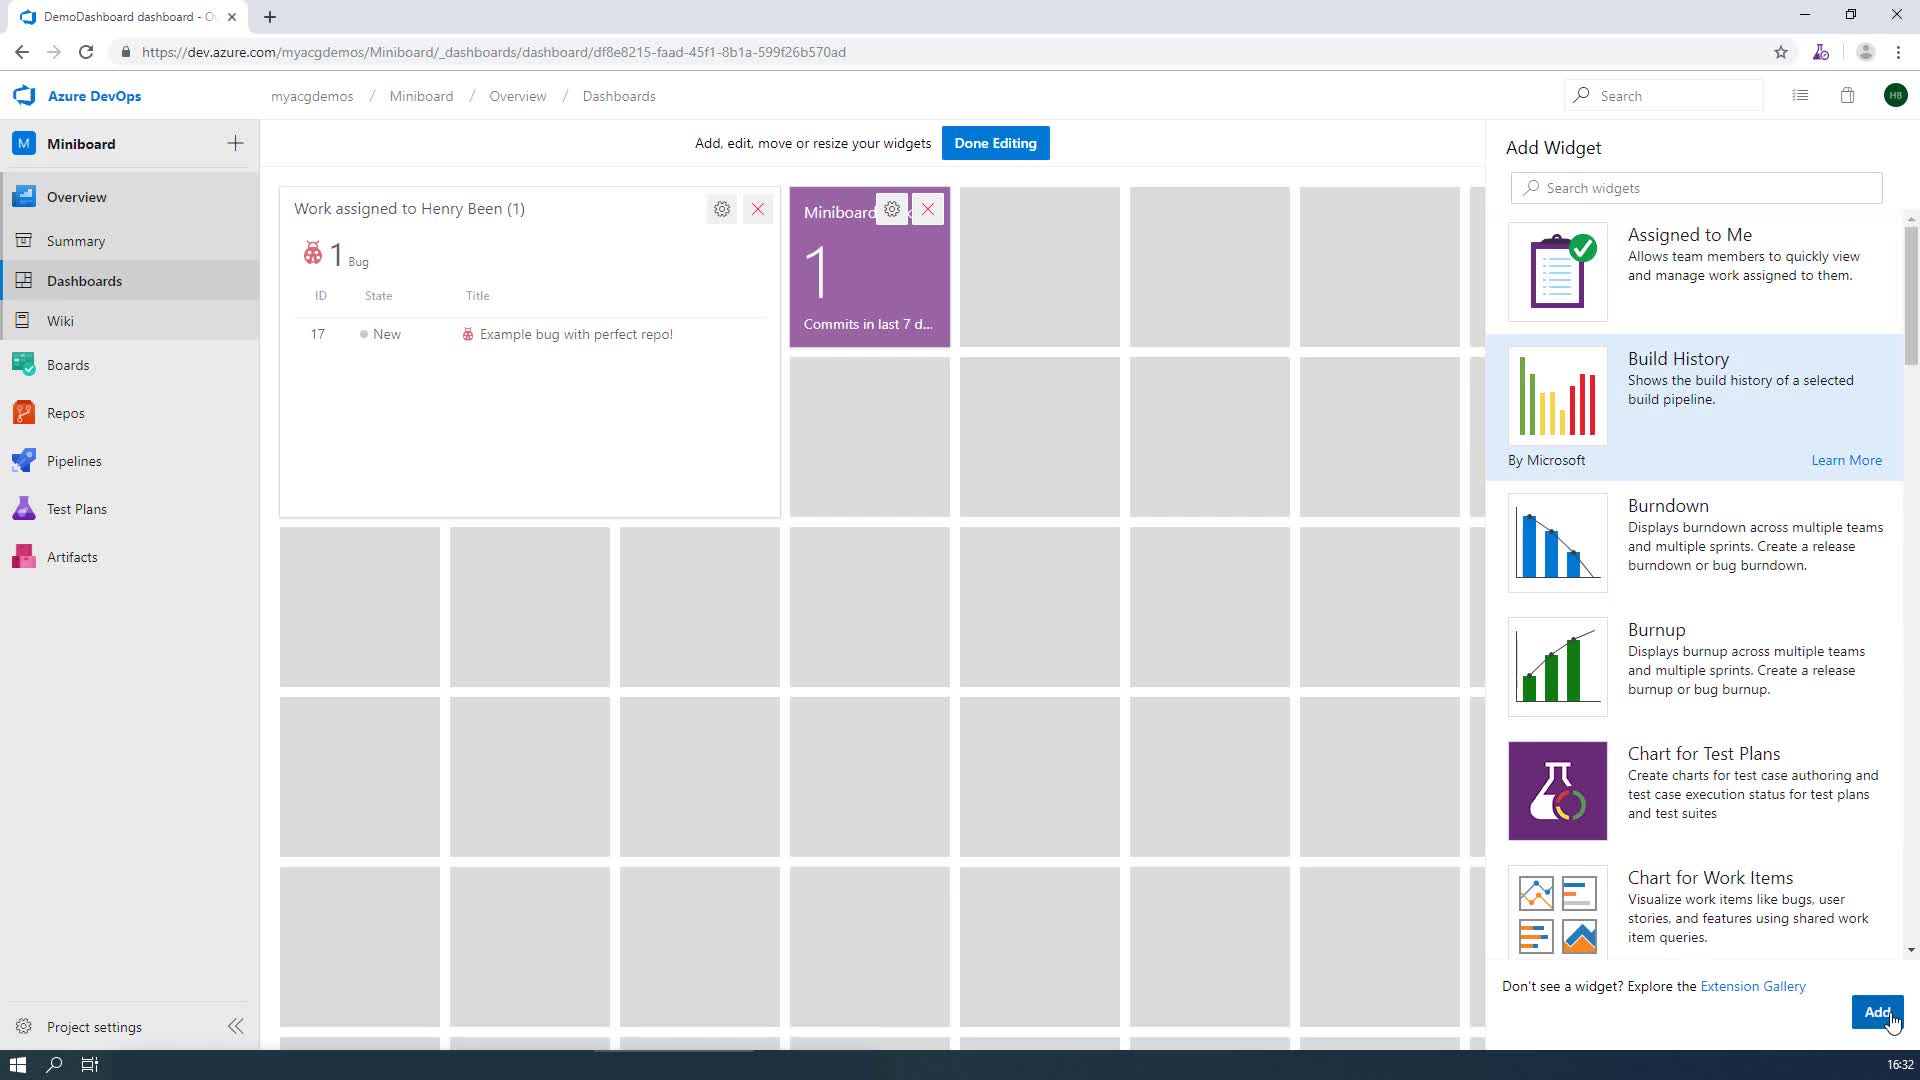 DemoDashboard dashboard - O
https://dev.azure.com/myacgdemos/Miniboard/_dashboards/dashboard/df8e8215-faad-45f1-8b1a-599f26b570ad
Azure DevOps
myacgdemos / Miniboard / Overview / Dashboards
Search
HB
M Miniboard
Overview
Summary
Dashboards
Wiki
Boards
Repos
Pipelines
Test Plans
Artifacts
Project settings
Add, edit, move or resize your widgets
Done Editing
Work assigned to Henry Been (1)
1 Bug
ID State Title
17 New Example bug with perfect repo!
Miniboard
1
Commits in last 7 d...
Add Widget
Search widgets
Assigned to Me
Allows team members to quickly view
and manage work assigned to them.
Build History
Shows the build history of a selected
build pipeline.
By Microsoft
Learn More
Burndown
Displays burndown across multiple teams
and multiple sprints. Create a release
burndown or bug burndown.
Burnup
Displays burnup across multiple teams
and multiple sprints. Create a release
burnup or bug burnup.
Chart for Test Plans
Create charts for test case authoring and
test case execution status for test plans
and test suites
Chart for Work Items
Visualize work items like bugs, user
stories, and features using shared work
item queries.
Don't see a widget? Explore the Extension Gallery
Add
16:32